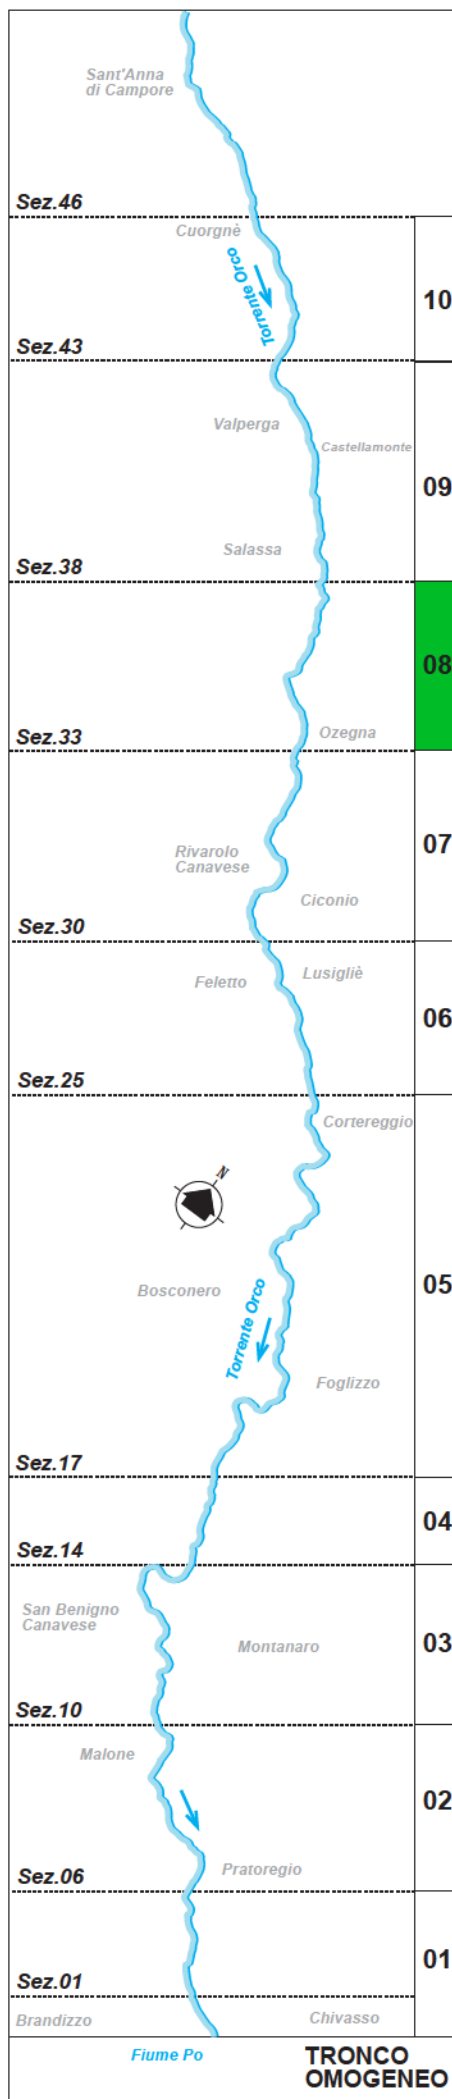 Sant'Anna
di Campore
Sez.46
Cuorgnè
Torrente Orco
10
Sez.43
Valperga
Castellamonte
09
Salassa
Sez.38
08
Ozegna
Sez.33
07
Rivarolo
Canavese
Ciconio
Sez.30
Lusigliè
Feletto
06
Sez.25
Cortereggio
N
Bosconero
05
Torrente Orco
Foglizzo
Sez.17
04
Sez.14
San Benigno
Canavese
Montanaro
03
Sez.10
Malone
02
Pratoregio
Sez.06
01
Sez.01
Brandizzo
Chivasso
Fiume Po
TRONCO
OMOGENEO